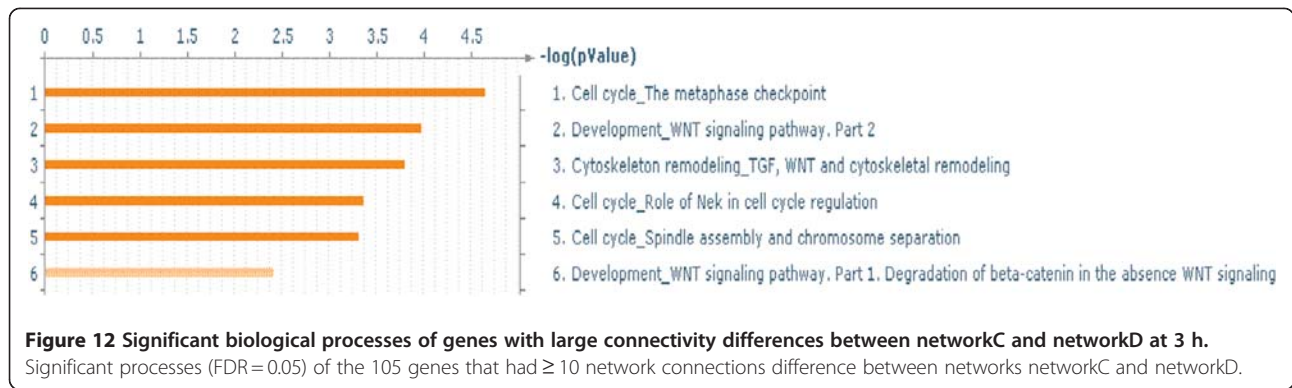 0 0.5 1 1.5 2 2.5 3 3.5 4 4.5
-log(pValue)
1 1. Cell cycle_The metaphase checkpoint
2 2. Development_WNT signaling pathway. Part 2
3 3. Cytoskeleton remodeling_TGF, WNT and cytoskeletal remodeling
4 4. Cell cycle_Role of Nek in cell cycle regulation
5 5. Cell cycle_Spindle assembly and chromosome separation
6 6. Development_WNT signaling pathway. Part 1. Degradation of beta-catenin in the absence WNT signaling
Figure 12 Significant biological processes of genes with large connectivity differences between networkC and networkD at 3 h.
Significant processes (FDR = 0.05) of the 105 genes that had ≥ 10 network connections difference between networks networkC and networkD.